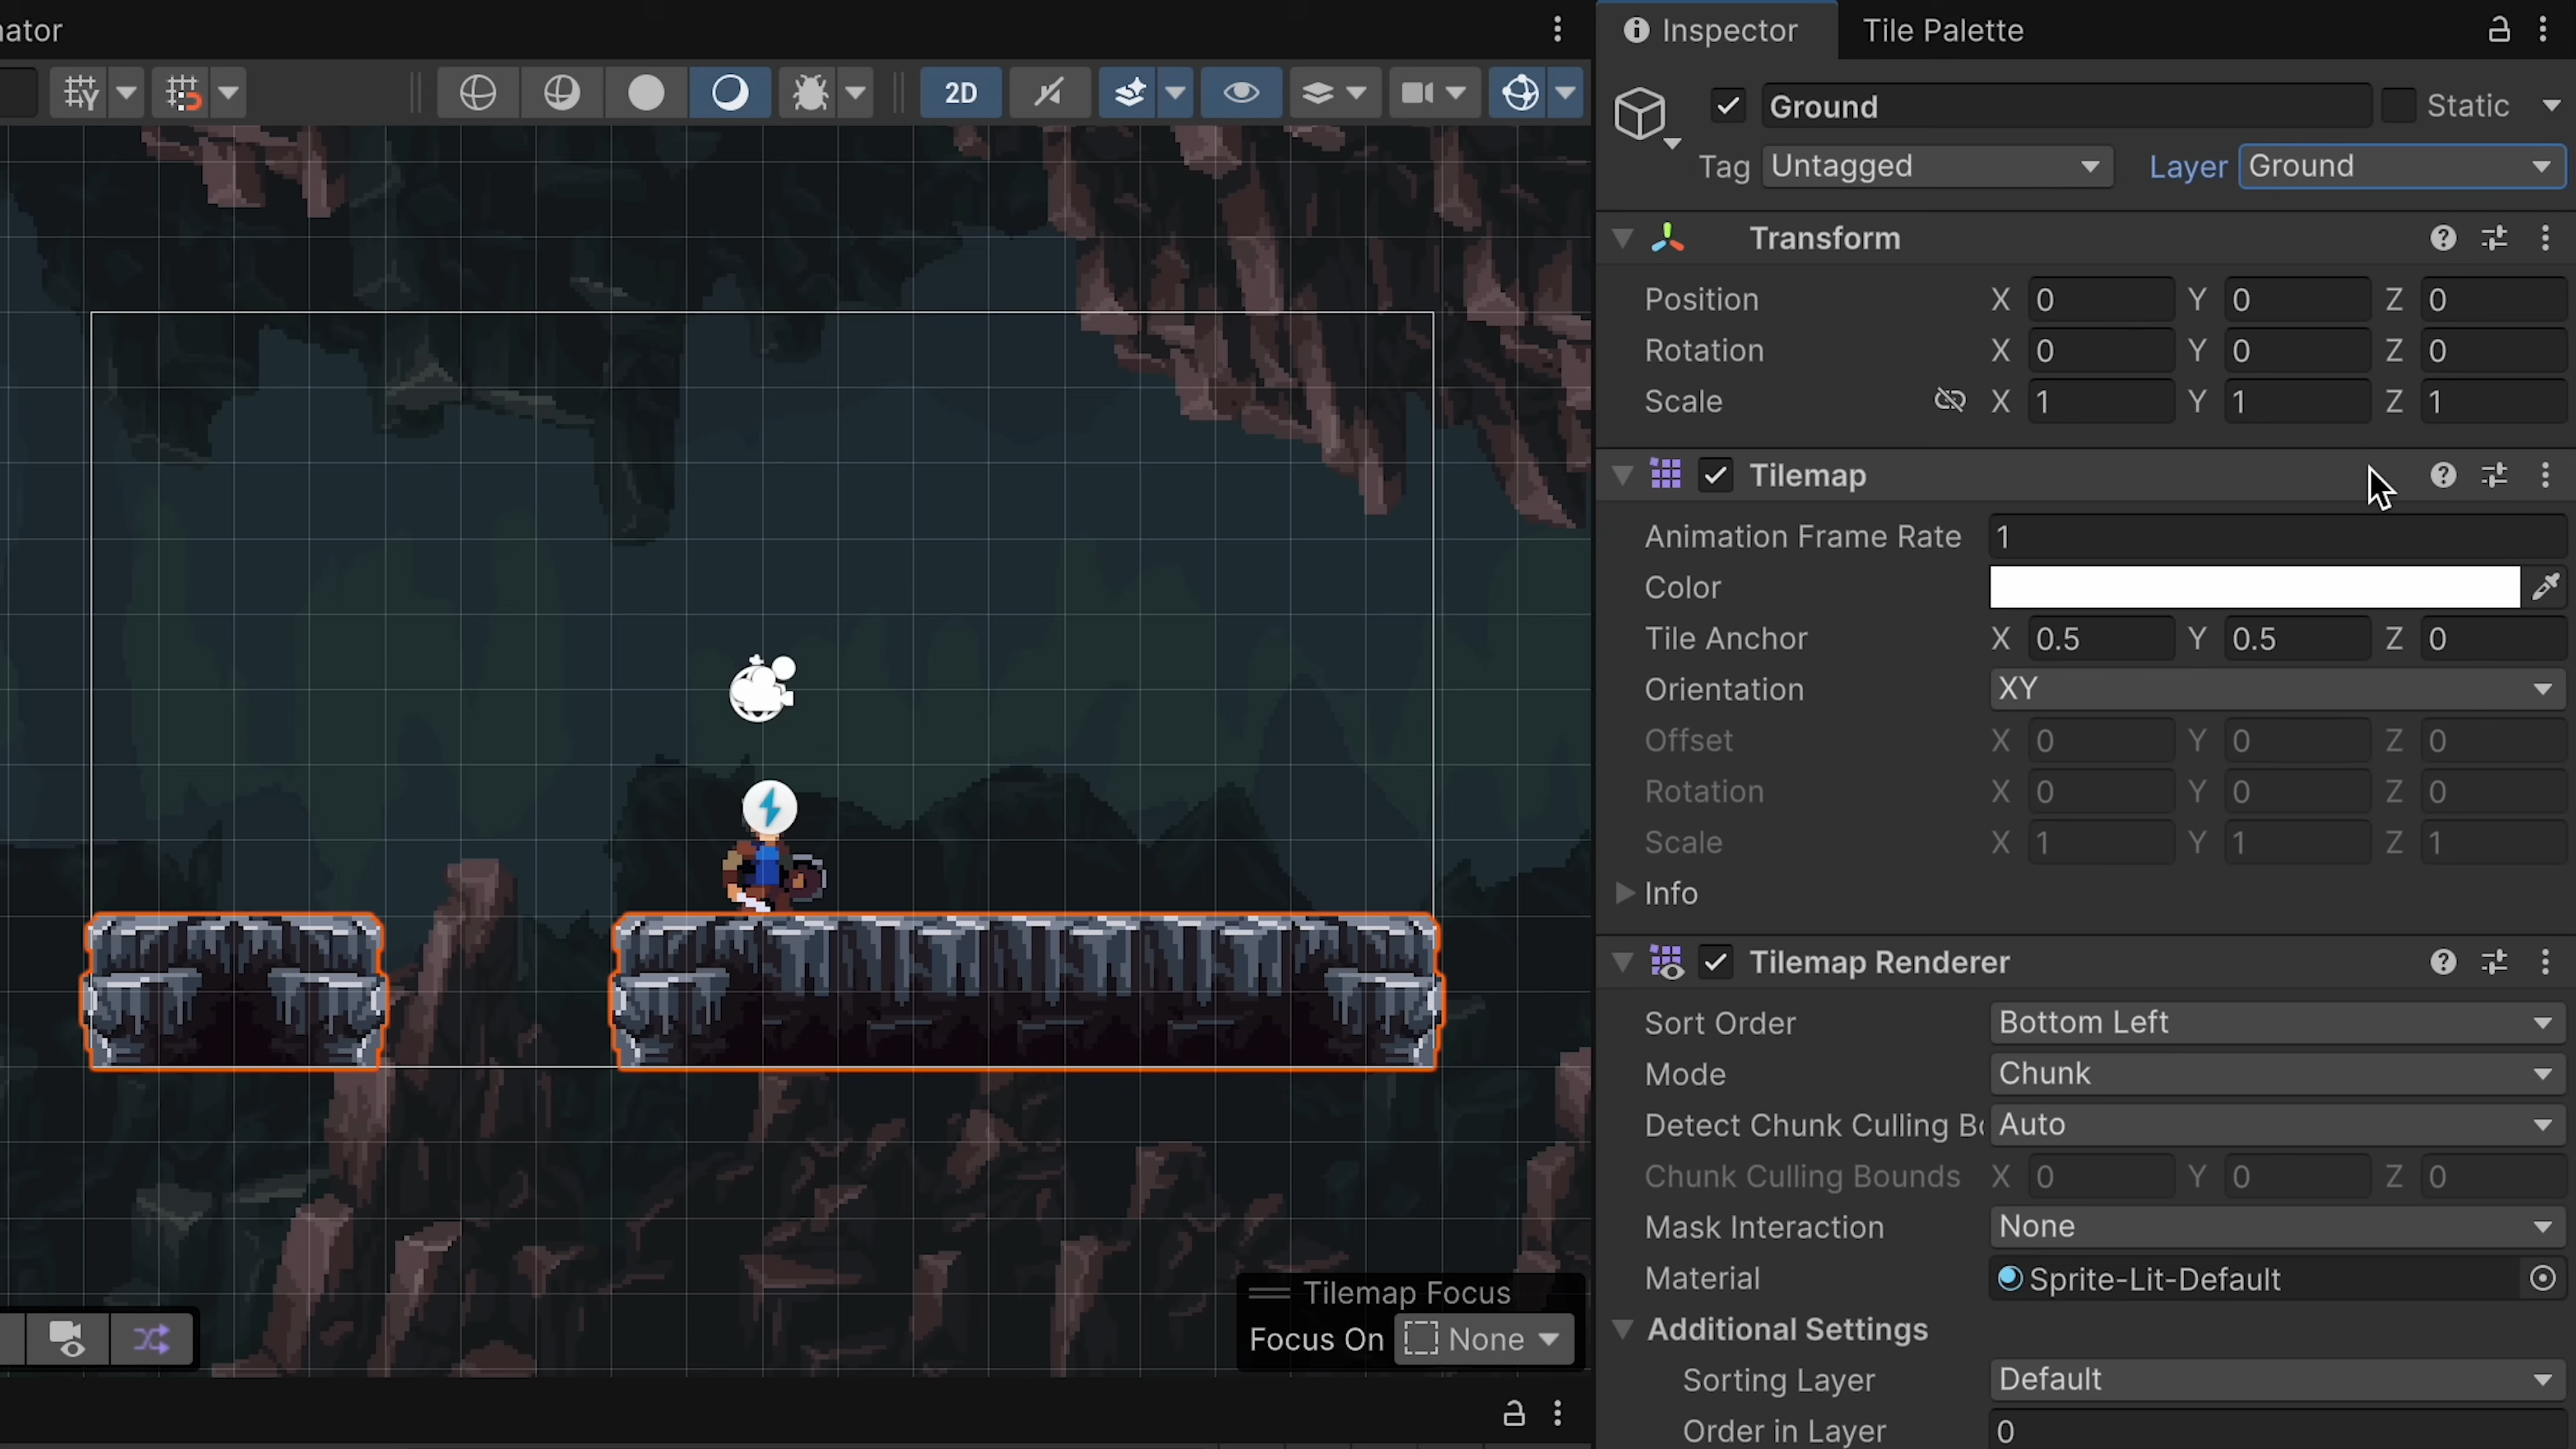 nator
Inspector
Tile Palette
2D
Ground
Static
Tag Untagged
Layer Ground
Transform
Position X 0 Y 0 Z 0
Rotation X 0 Y 0 Z 0
Scale X 1 Y 1 Z 1
Tilemap
Animation Frame Rate 1
Color
Tile Anchor X 0.5 Y 0.5 Z 0
Orientation XY
Offset X 0 Y 0 Z 0
Rotation X 0 Y 0 Z 0
Scale X 1 Y 1 Z 1
Info
Tilemap Renderer
Sort Order Bottom Left
Mode Chunk
Detect Chunk Culling Bo Auto
Chunk Culling Bounds X 0 Y 0 Z 0
Mask Interaction None
Material Sprite-Lit-Default
Additional Settings
Sorting Layer Default
Order in Layer 0
Tilemap Focus
Focus On None